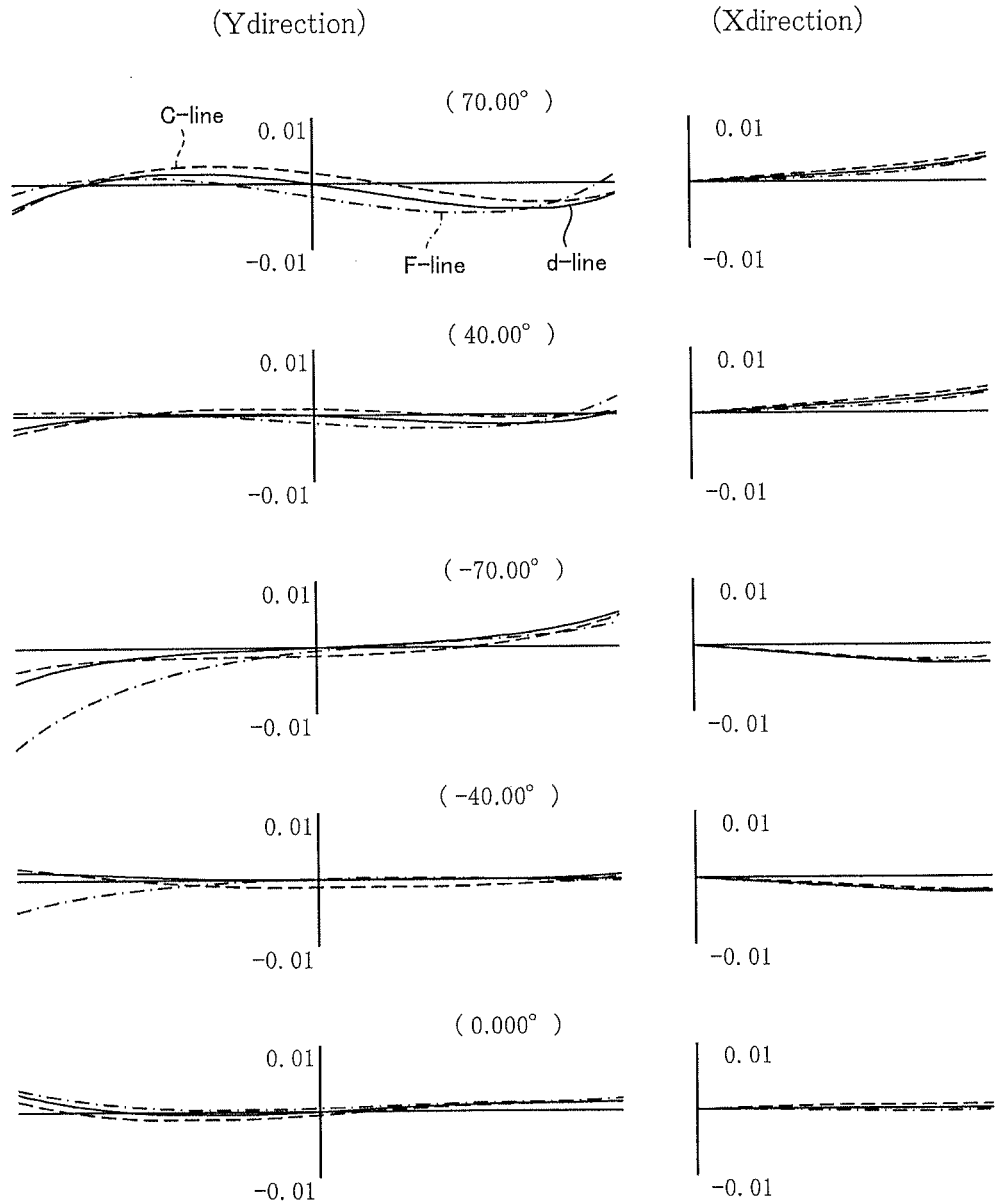 (Ydirection) (Xdirection)
( 70.00° )
C-line
0.01 0.01
-0.01 F-line d-line -0.01
( 40.00° )
0.01 0.01
-0.01 -0.01
( -70.00° )
0.01 0.01
-0.01 -0.01
( -40.00° )
0.01 0.01
-0.01 -0.01
( 0.000° )
0.01 0.01
-0.01 -0.01